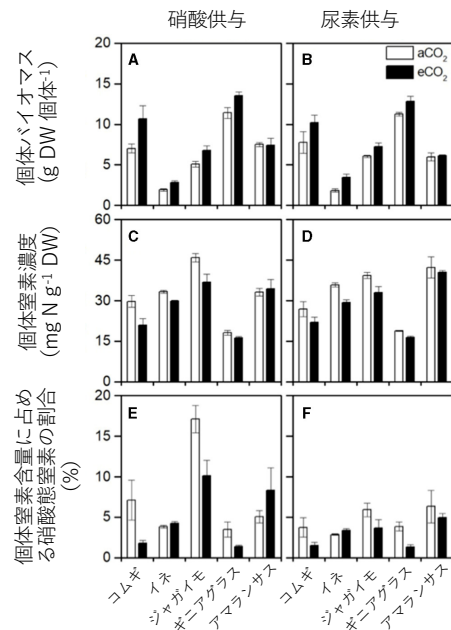 硝酸供与
尿素供与
個体バイオマス
(g DW 個体-1)
20
15
10
5
0
A
B
aCO2
eCO2
個体窒素濃度
(mg N g-1 DW)
60
45
30
15
0
C
D
個体窒素含量に占め
る硝酸態窒素の割合
(%)
20
15
10
5
0
E
F
コムギ
イネ
ジャガイモ
ギニアグラス
アマランサス
コムギ
イネ
ジャガイモ
ギニアグラス
アマランサス